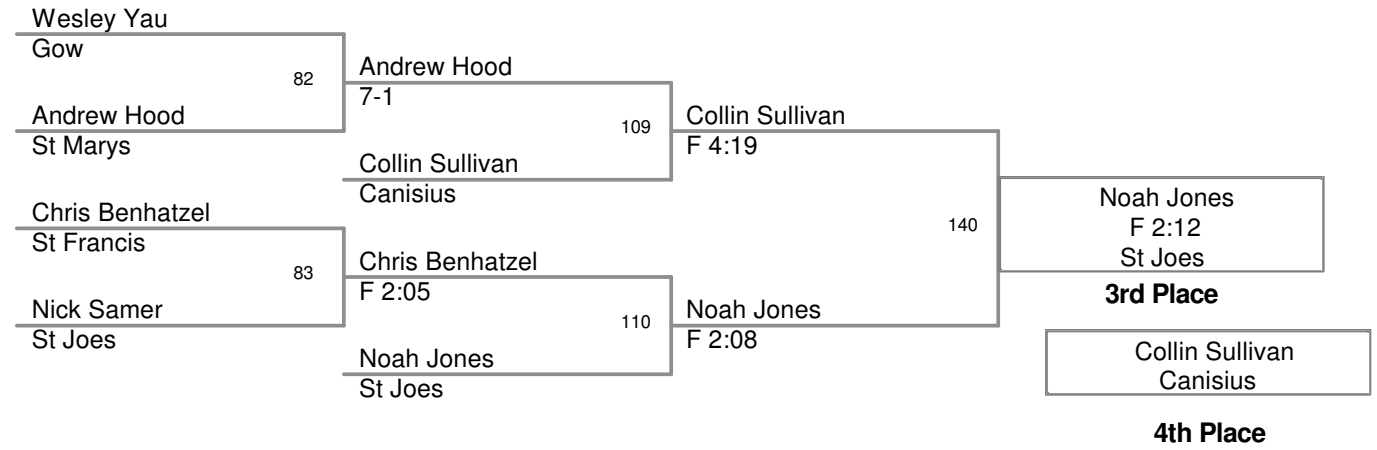 Wesley Yau
Gow
82
Andrew Hood
St Marys
Chris Benhatzel
St Francis
83
Nick Samer
St Joes
Andrew Hood
7-1
109
Collin Sullivan
Canisius
Chris Benhatzel
F 2:05
110
Noah Jones
St Joes
Collin Sullivan
F 4:19
140
Noah Jones
F 2:08
Noah Jones
F 2:12
St Joes
3rd Place
Collin Sullivan
Canisius
4th Place